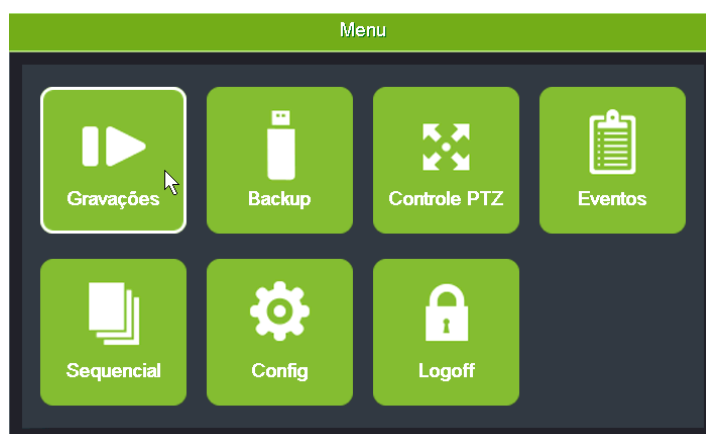 Menu
Gravações
Backup
Controle PTZ
Eventos
Sequencial
Config
Logoff